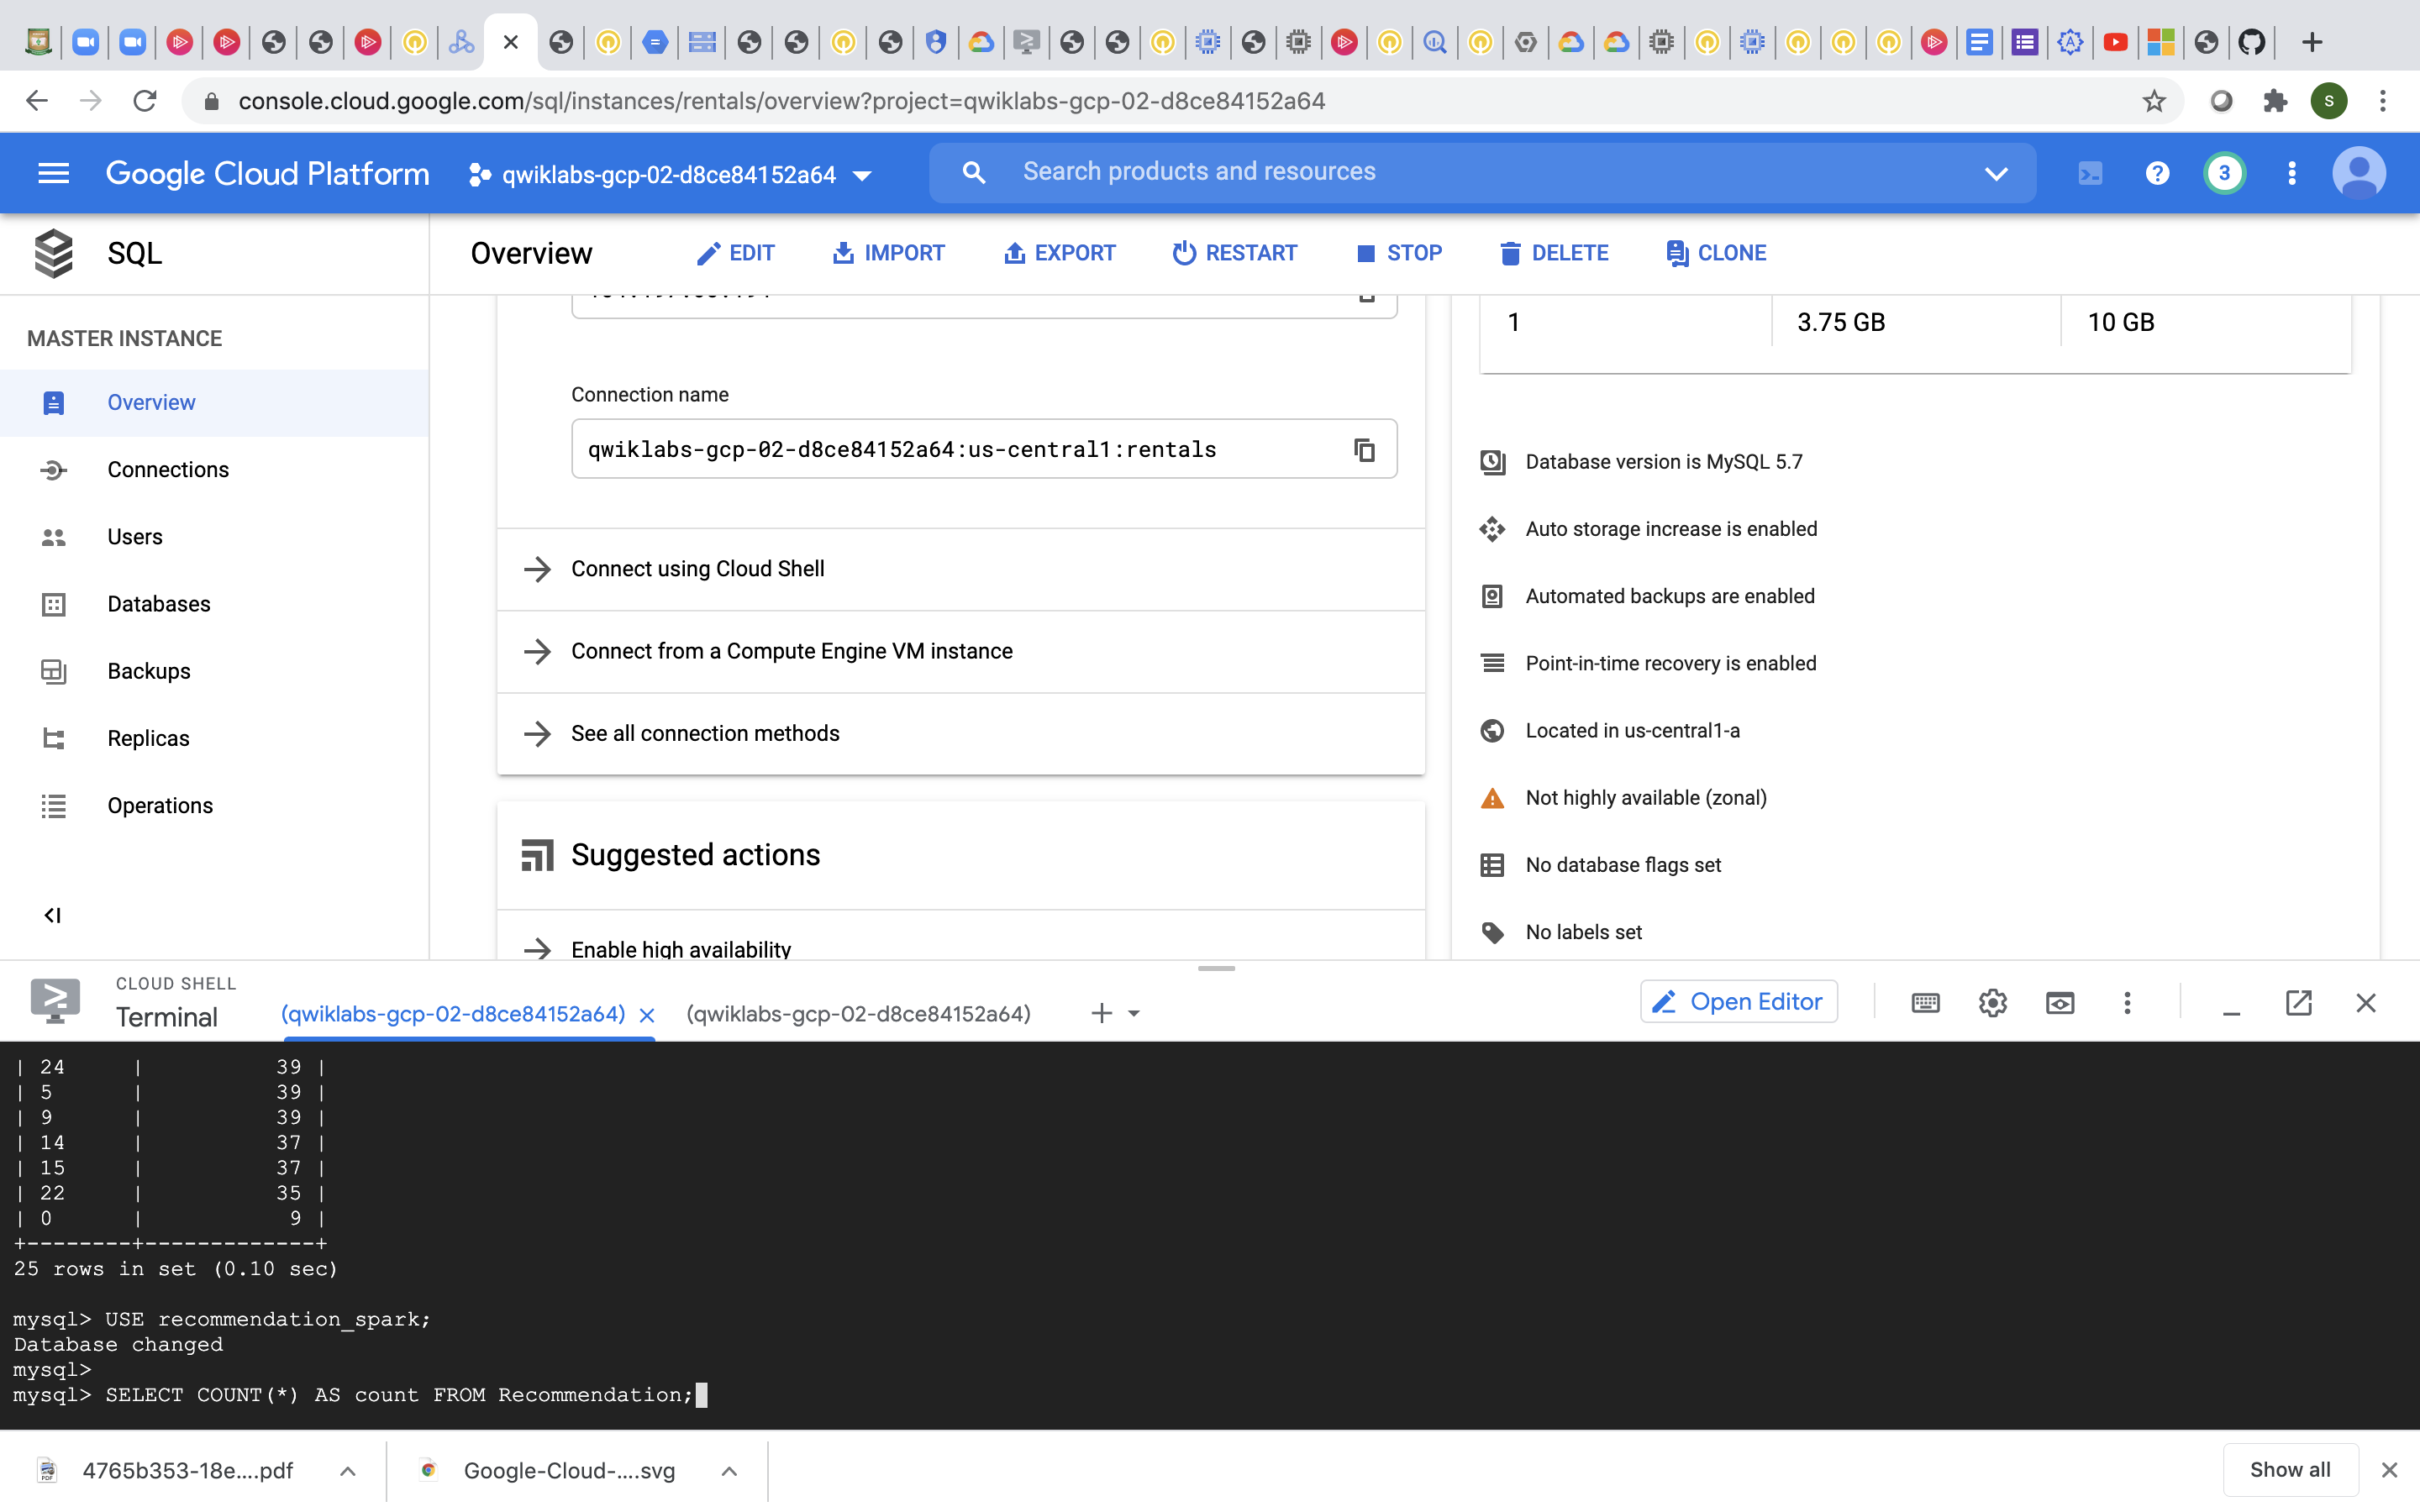 console.cloud.google.com/sql/instances/rentals/overview?project=qwiklabs-gcp-02-d8ce84152a64
S
Google Cloud Platform
qwiklabs-gcp-02-d8ce84152a64
Search products and resources
3
SQL
Overview
EDIT
IMPORT
EXPORT
RESTART
STOP
DELETE
CLONE
MASTER INSTANCE
Overview
Connections
Users
Databases
Backups
Replicas
Operations
Connection name
qwiklabs-gcp-02-d8ce84152a64:us-central1:rentals
Connect using Cloud Shell
Connect from a Compute Engine VM instance
See all connection methods
Suggested actions
Enable high availability
1
3.75 GB
10 GB
Database version is MySQL 5.7
Auto storage increase is enabled
Automated backups are enabled
Point-in-time recovery is enabled
Located in us-central1-a
Not highly available (zonal)
No database flags set
No labels set
CLOUD SHELL
Terminal
(qwiklabs-gcp-02-d8ce84152a64)
(qwiklabs-gcp-02-d8ce84152a64)
Open Editor
| 24 | 39 |
| 5 | 39 |
| 9 | 39 |
| 14 | 37 |
| 15 | 37 |
| 22 | 35 |
| 0 | 9 |
+--------+-------------+
25 rows in set (0.10 sec)
mysql> USE recommendation_spark;
Database changed
mysql>
mysql> SELECT COUNT(*) AS count FROM Recommendation;
4765b353-18e....pdf
Google-Cloud-....svg
Show all